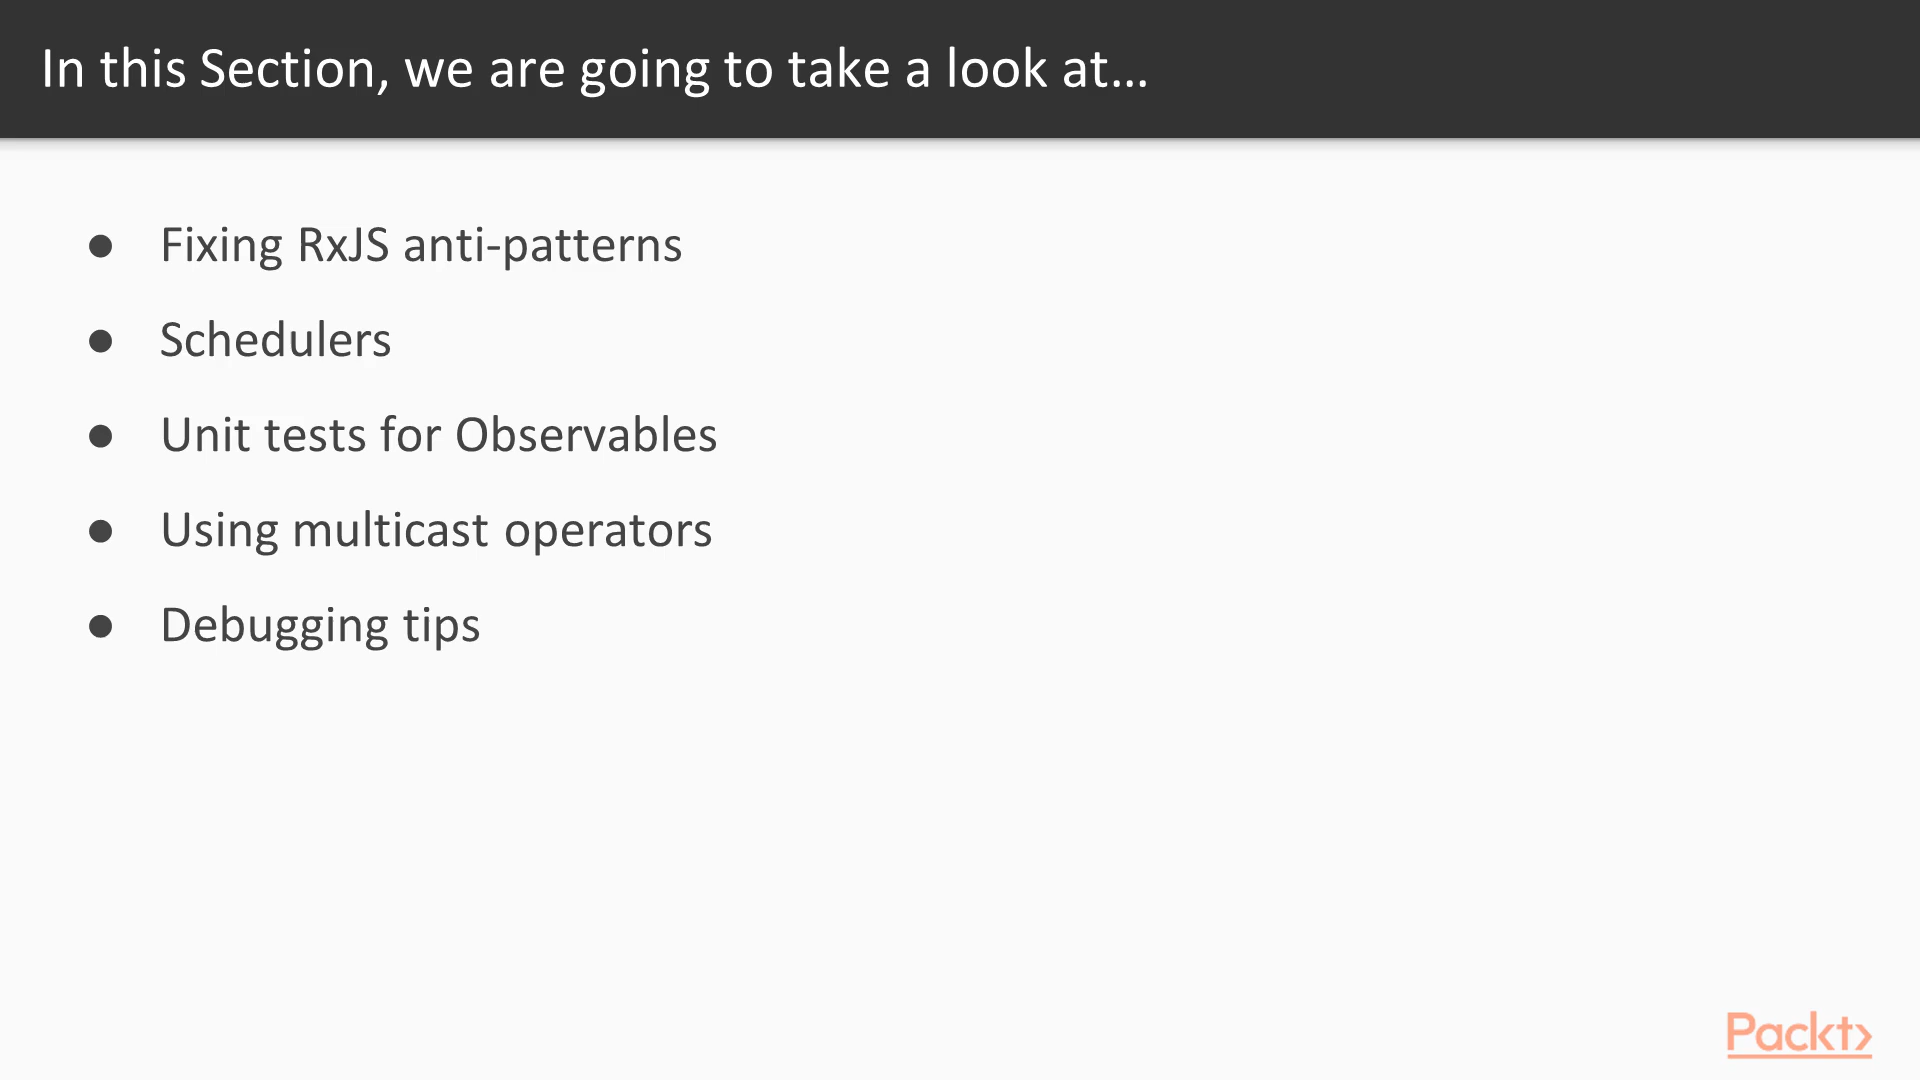 In this Section, we are going to take a look at...
● Fixing RxJS anti-patterns
● Schedulers
● Unit tests for Observables
● Using multicast operators
● Debugging tips
Packt>